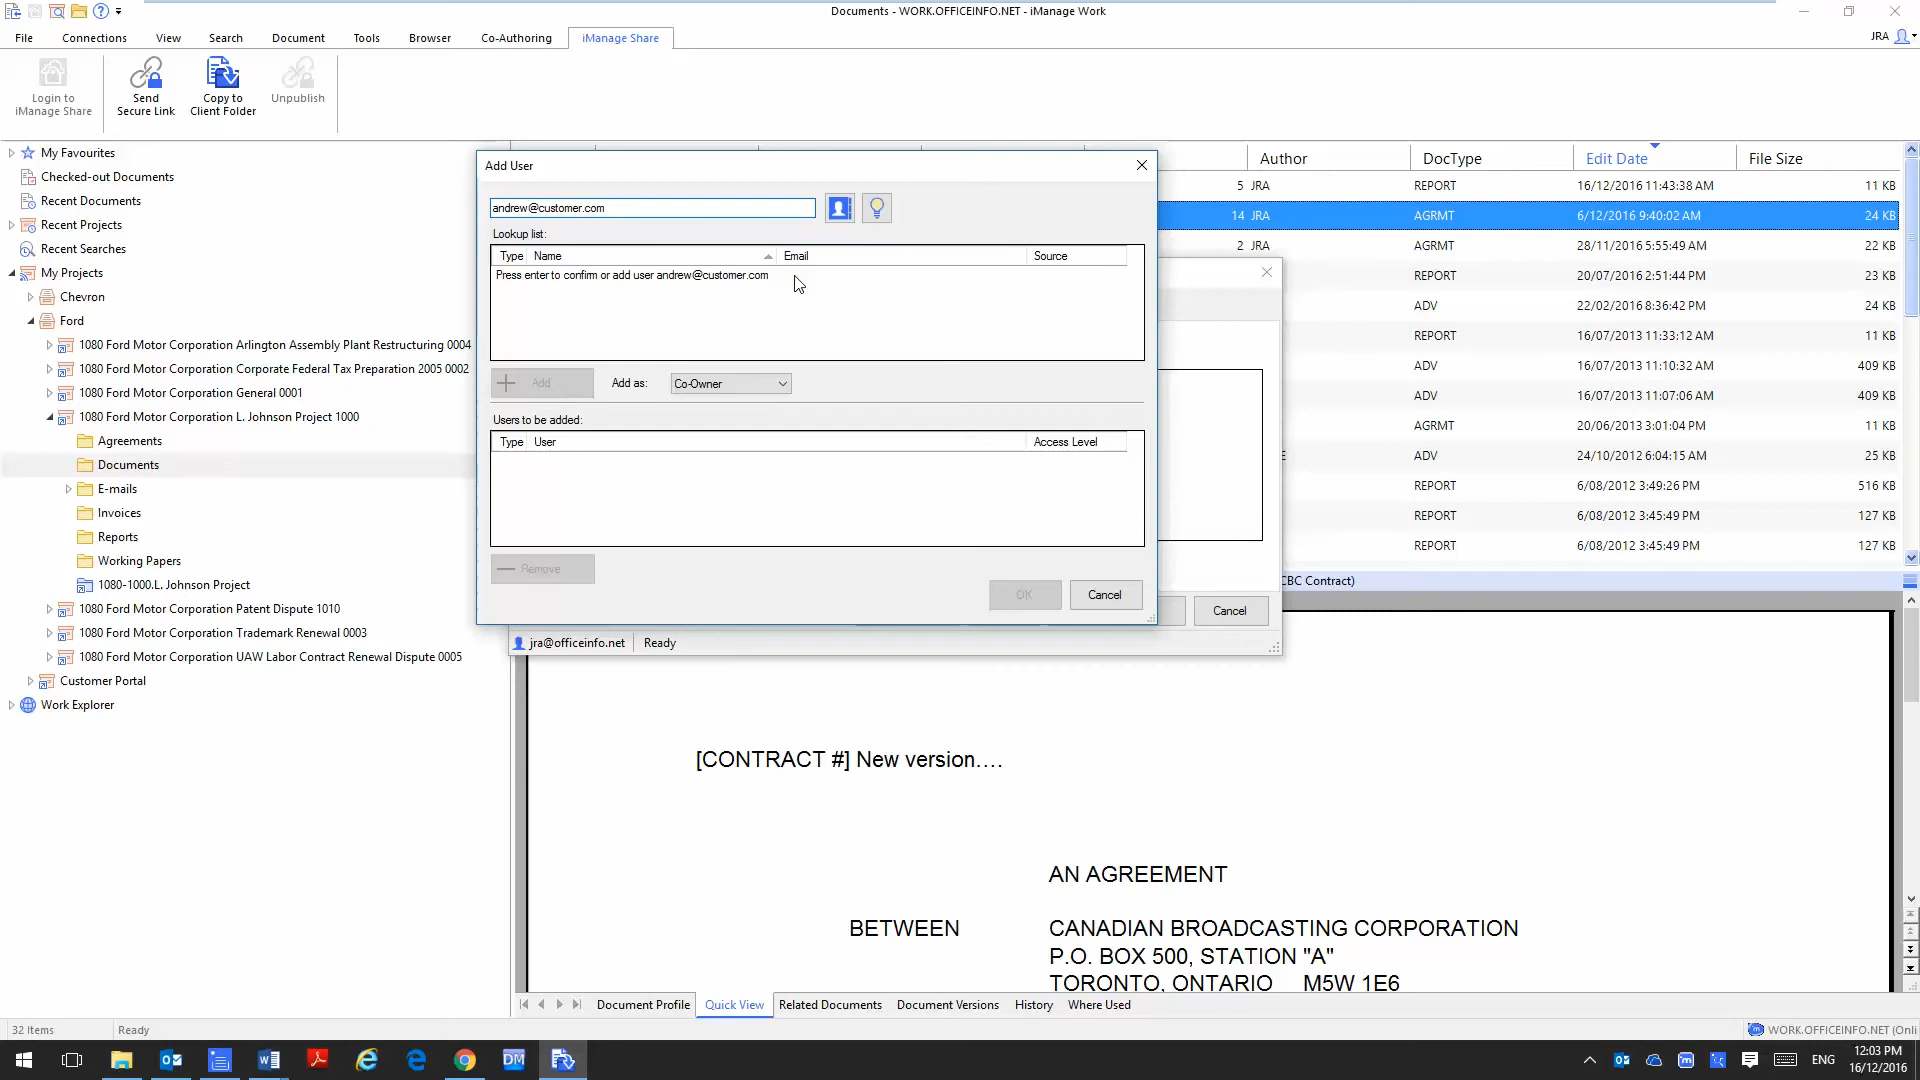 Documents - WORK.OFFICEINFO.NET - iManage Work
File Connections View Search Document Tools Browser Co-Authoring iManage Share JRA
Login to iManage Share
Send Secure Link
Copy to Client Folder
Unpublish
My Favourites
Checked-out Documents
Recent Documents
Recent Projects
Recent Searches
My Projects
Chevron
Ford
1080 Ford Motor Corporation Arlington Assembly Plant Restructuring 0004
1080 Ford Motor Corporation Corporate Federal Tax Preparation 2005 0002
1080 Ford Motor Corporation General 0001
1080 Ford Motor Corporation L. Johnson Project 1000
Agreements
Documents
E-mails
Invoices
Reports
Working Papers
1080-1000.L. Johnson Project
1080 Ford Motor Corporation Patent Dispute 1010
1080 Ford Motor Corporation Trademark Renewal 0003
1080 Ford Motor Corporation UAW Labor Contract Renewal Dispute 0005
Customer Portal
Work Explorer
Add User
andrew@customer.com
Lookup list:
Type Name Email Source
Press enter to confirm or add user andrew@customer.com
Add Add as: Co-Owner
Users to be added:
Type User Access Level
Remove
OK Cancel
Cancel
jra@officeinfo.net Ready
Author DocType Edit Date File Size
5 JRA REPORT 16/12/2016 11:43:38 AM 11 KB
14 JRA AGRMT 6/12/2016 9:40:02 AM 24 KB
2 JRA AGRMT 28/11/2016 5:55:49 AM 22 KB
REPORT 20/07/2016 2:51:44 PM 23 KB
ADV 22/02/2016 8:36:42 PM 24 KB
REPORT 16/07/2013 11:33:12 AM 11 KB
ADV 16/07/2013 11:10:32 AM 409 KB
ADV 16/07/2013 11:07:06 AM 409 KB
AGRMT 20/06/2013 3:01:04 PM 11 KB
E ADV 24/10/2012 6:04:15 AM 25 KB
REPORT 6/08/2012 3:49:26 PM 516 KB
REPORT 6/08/2012 3:45:49 PM 127 KB
REPORT 6/08/2012 3:45:49 PM 127 KB
CBC Contract)
[CONTRACT #] New version....
AN AGREEMENT
BETWEEN CANADIAN BROADCASTING CORPORATION
P.O. BOX 500, STATION "A"
TORONTO, ONTARIO M5W 1E6
Document Profile Quick View Related Documents Document Versions History Where Used
32 Items Ready WORK.OFFICEINFO.NET (Onli
DM ENG 12:03 PM
16/12/2016